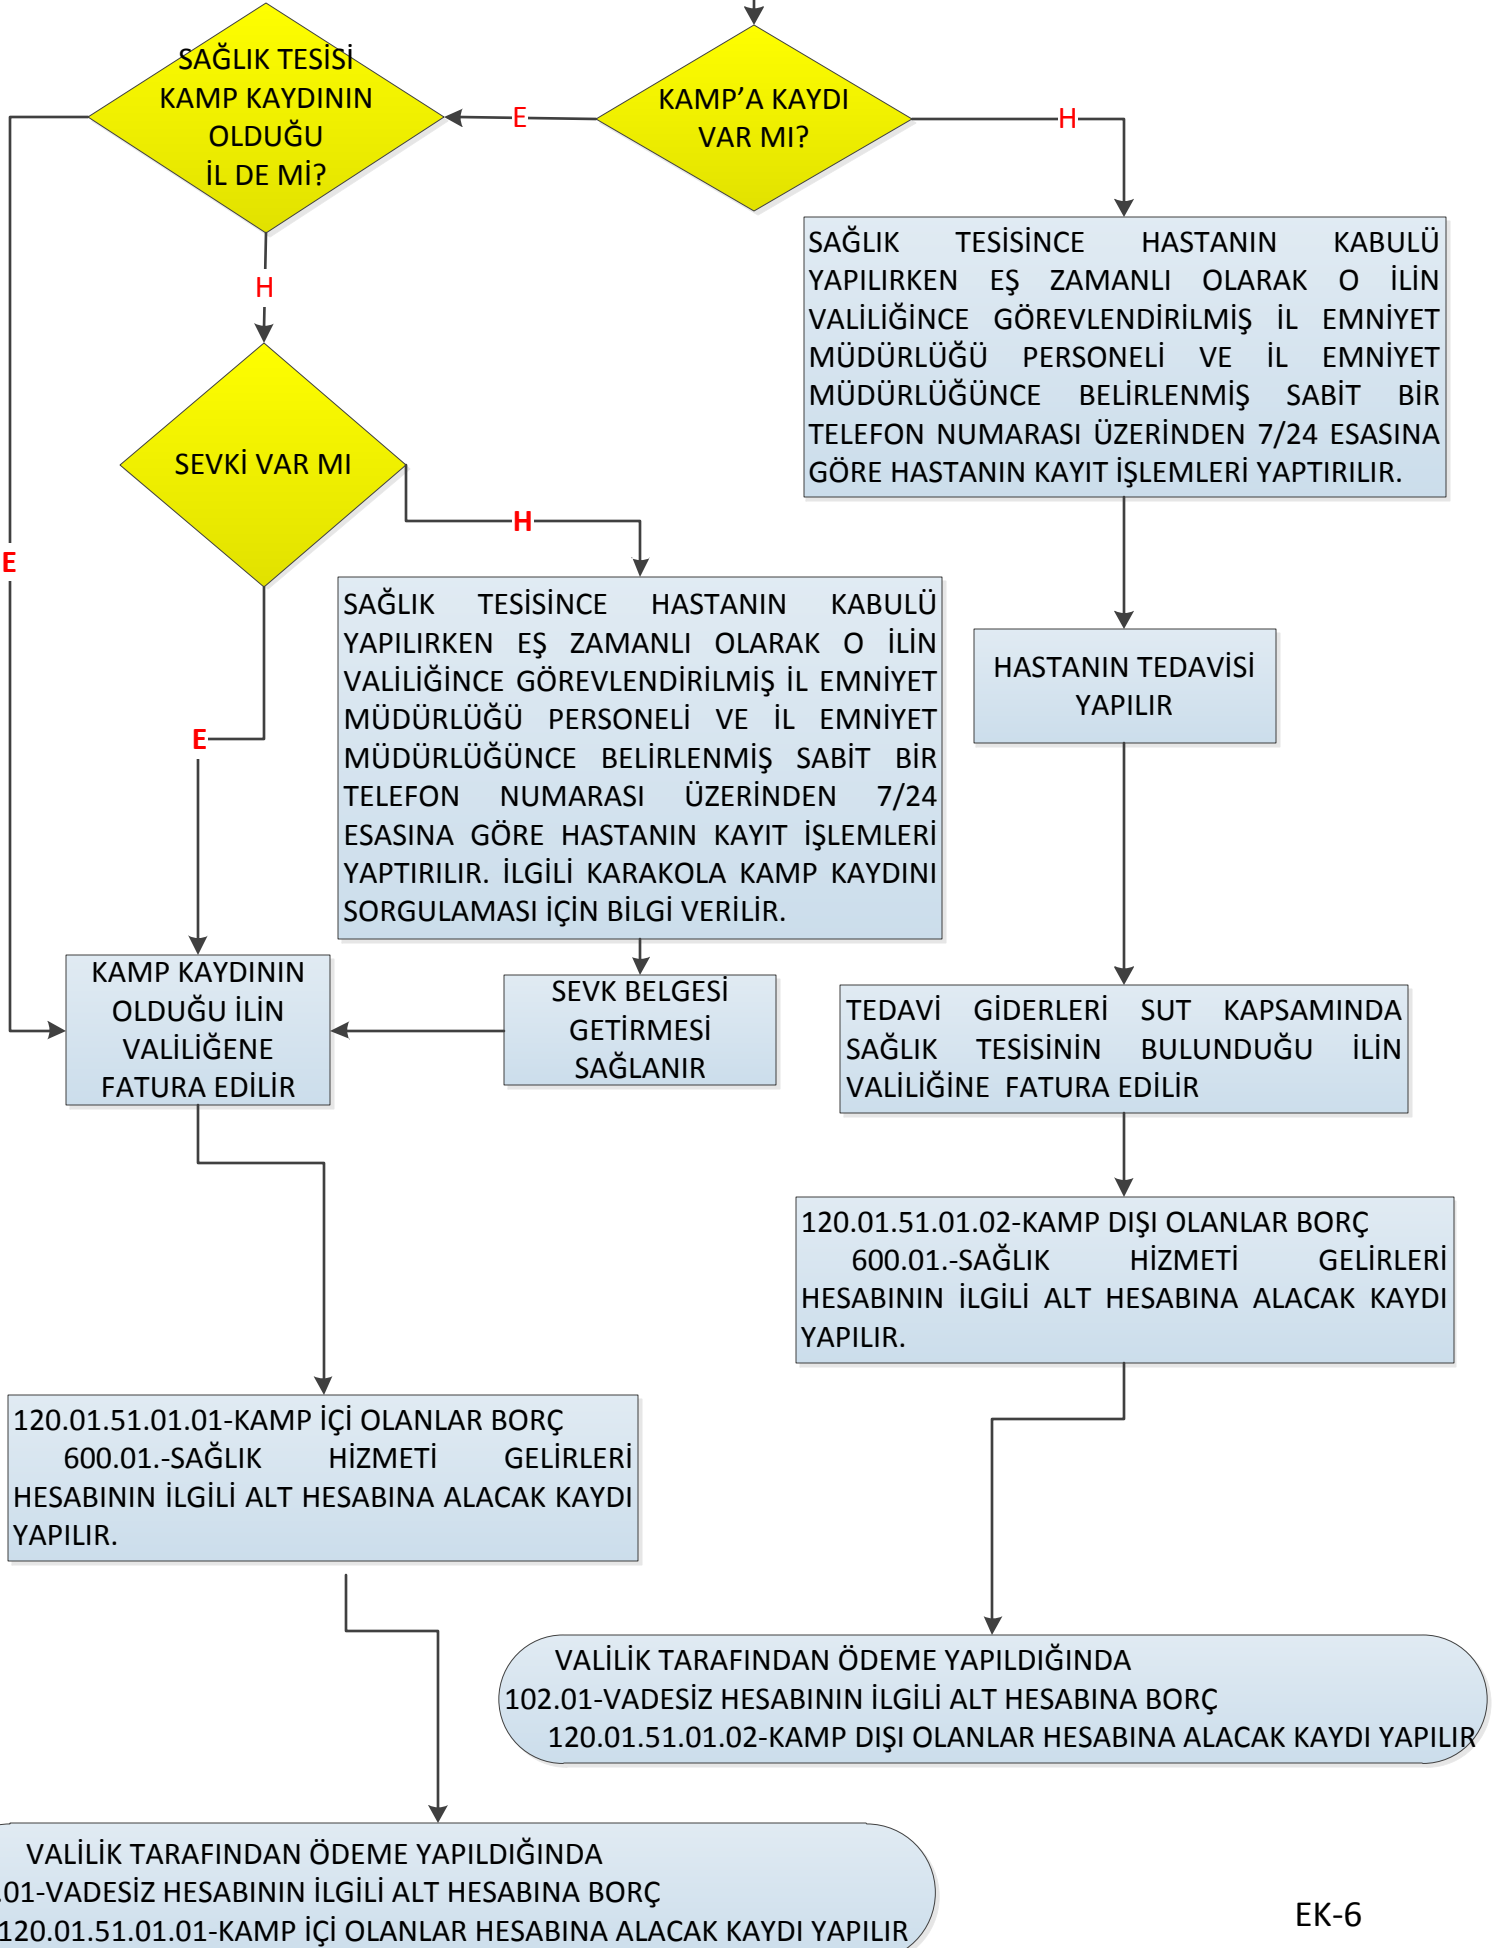 SAĞLIK TESİSİ
KAMP KAYDININ
OLDUĞU
İL DE Mİ?
E
KAMP'A KAYDI
VAR MI?
H
H
SAĞLIK TESİSİNCE HASTANIN KABULÜ
YAPILIRKEN EŞ ZAMANLI OLARAK O İLİN
VALİLİĞİNCE GÖREVLENDİRİLMİŞ İL EMNİYET
MÜDÜRLÜĞÜ PERSONELİ VE İL EMNİYET
MÜDÜRLÜĞÜNCE BELİRLENMİŞ SABİT BİR
TELEFON NUMARASI ÜZERİNDEN 7/24 ESASINA
GÖRE HASTANIN KAYIT İŞLEMLERİ YAPTIRILIR.
SEVKİ VAR MI
H
E
SAĞLIK TESİSİNCE HASTANIN KABULÜ
YAPILIRKEN EŞ ZAMANLI OLARAK O İLİN
VALİLİĞİNCE GÖREVLENDİRİLMİŞ İL EMNİYET
MÜDÜRLÜĞÜ PERSONELİ VE İL EMNİYET
MÜDÜRLÜĞÜNCE BELİRLENMİŞ SABİT BİR
TELEFON NUMARASI ÜZERİNDEN 7/24
ESASINA GÖRE HASTANIN KAYIT İŞLEMLERİ
YAPTIRILIR. İLGİLİ KARAKOLA KAMP KAYDINI
SORGULAMASI İÇİN BİLGİ VERİLİR.
HASTANIN TEDAVİSİ
YAPILIR
E
KAMP KAYDININ
OLDUĞU İLİN
VALİLİĞENE
FATURA EDİLİR
SEVK BELGESİ
GETİRMESİ
SAĞLANIR
TEDAVİ GİDERLERİ SUT KAPSAMINDA
SAĞLIK TESİSİNİN BULUNDUĞU İLİN
VALİLİĞİNE FATURA EDİLİR
120.01.51.01.02-KAMP DIŞI OLANLAR BORÇ
600.01.-SAĞLIK HİZMETİ GELİRLERİ
HESABININ İLGİLİ ALT HESABINA ALACAK KAYDI
YAPILIR.
120.01.51.01.01-KAMP İÇİ OLANLAR BORÇ
600.01.-SAĞLIK HİZMETİ GELİRLERİ
HESABININ İLGİLİ ALT HESABINA ALACAK KAYDI
YAPILIR.
VALİLİK TARAFINDAN ÖDEME YAPILDIĞINDA
102.01-VADESİZ HESABININ İLGİLİ ALT HESABINA BORÇ
120.01.51.01.02-KAMP DIŞI OLANLAR HESABINA ALACAK KAYDI YAPILIR
VALİLİK TARAFINDAN ÖDEME YAPILDIĞINDA
.01-VADESİZ HESABININ İLGİLİ ALT HESABINA BORÇ
120.01.51.01.01-KAMP İÇİ OLANLAR HESABINA ALACAK KAYDI YAPILIR
EK-6